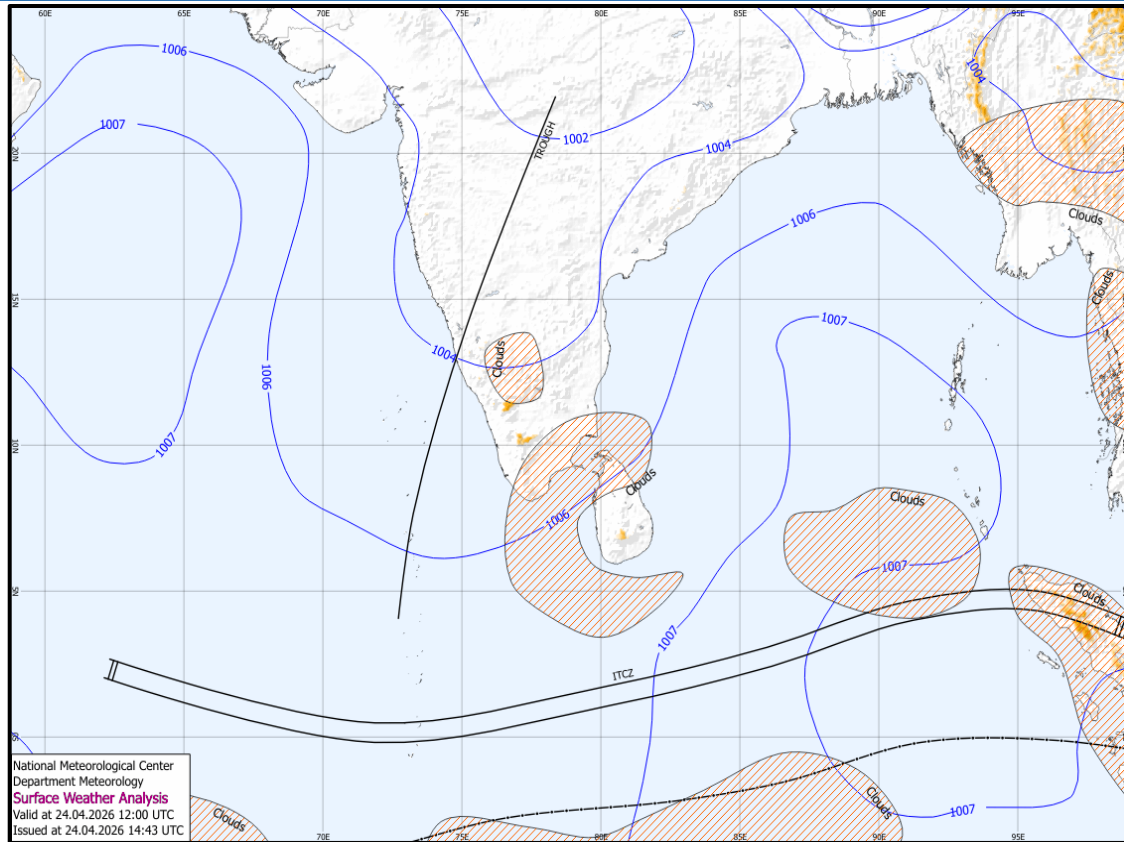 60E
65E
70E
75E
80E
85E
90E
95E
1006
1004
1007
1002
TROUGH
1004
20N
Clouds
1006
15N
Clouds
1007
1004
Clouds
1006
10N
1007
Clouds
Clouds
1006
1007
5N
Clouds
1007
ITCZ
0S
National Meteorological Center
Department Meteorology
Surface Weather Analysis
Valid at 24.04.2026 12:00 UTC
Issued at 24.04.2026 14:43 UTC
Clouds
Clouds
1007
70E
75E
80E
85E
90E
95E